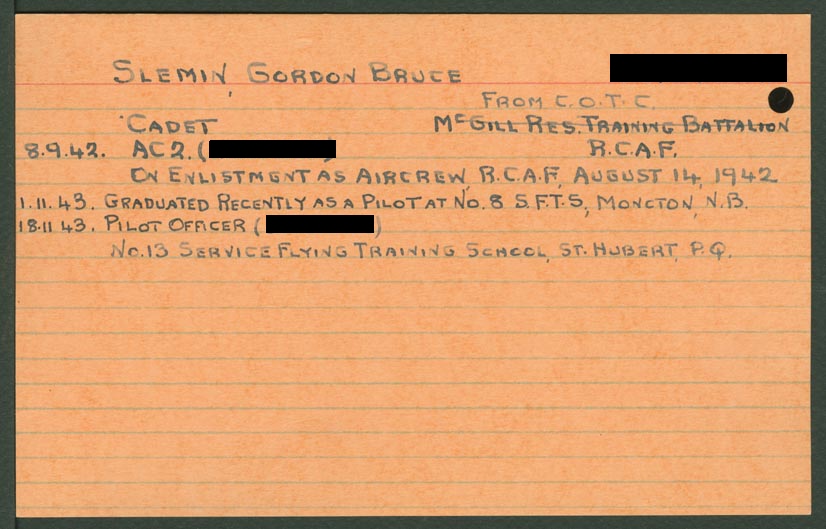 SLEMIN, GORDON BRUCE
FROM C.O.T.C.
CADET McGILL RES. TRAINING BATTALION
8.9.42. AC2. ( ) R.C.A.F.
ON ENLISTMENT AS AIRCREW, R.C.A.F., AUGUST 14, 1942
1.11.43. GRADUATED RECENTLY AS A PILOT AT NO. 8 S.F.T.S., MONCTON, N.B.
18.11 43. PILOT OFFICER ( )
NO.13 SERVICE FLYING TRAINING SCHOOL, ST. HUBERT, P.Q.